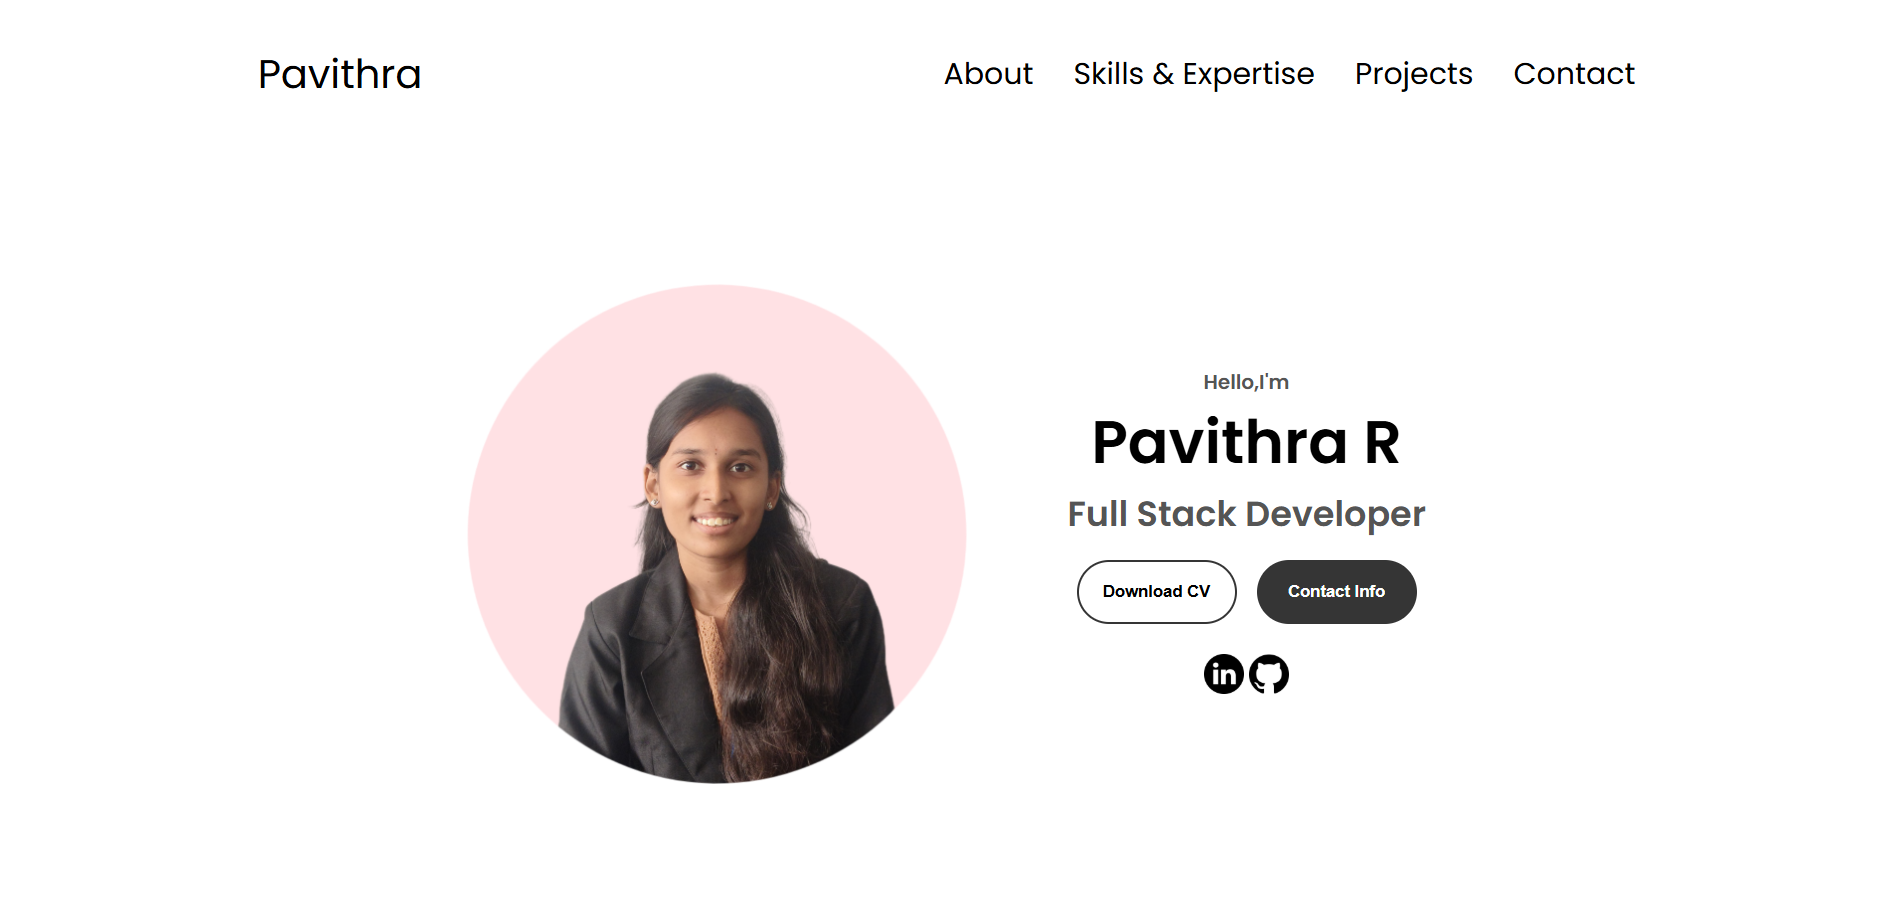 Pavithra
About Skills & Expertise Projects Contact
Hello,I'm
Pavithra R
Full Stack Developer
Download CV Contact Info
in